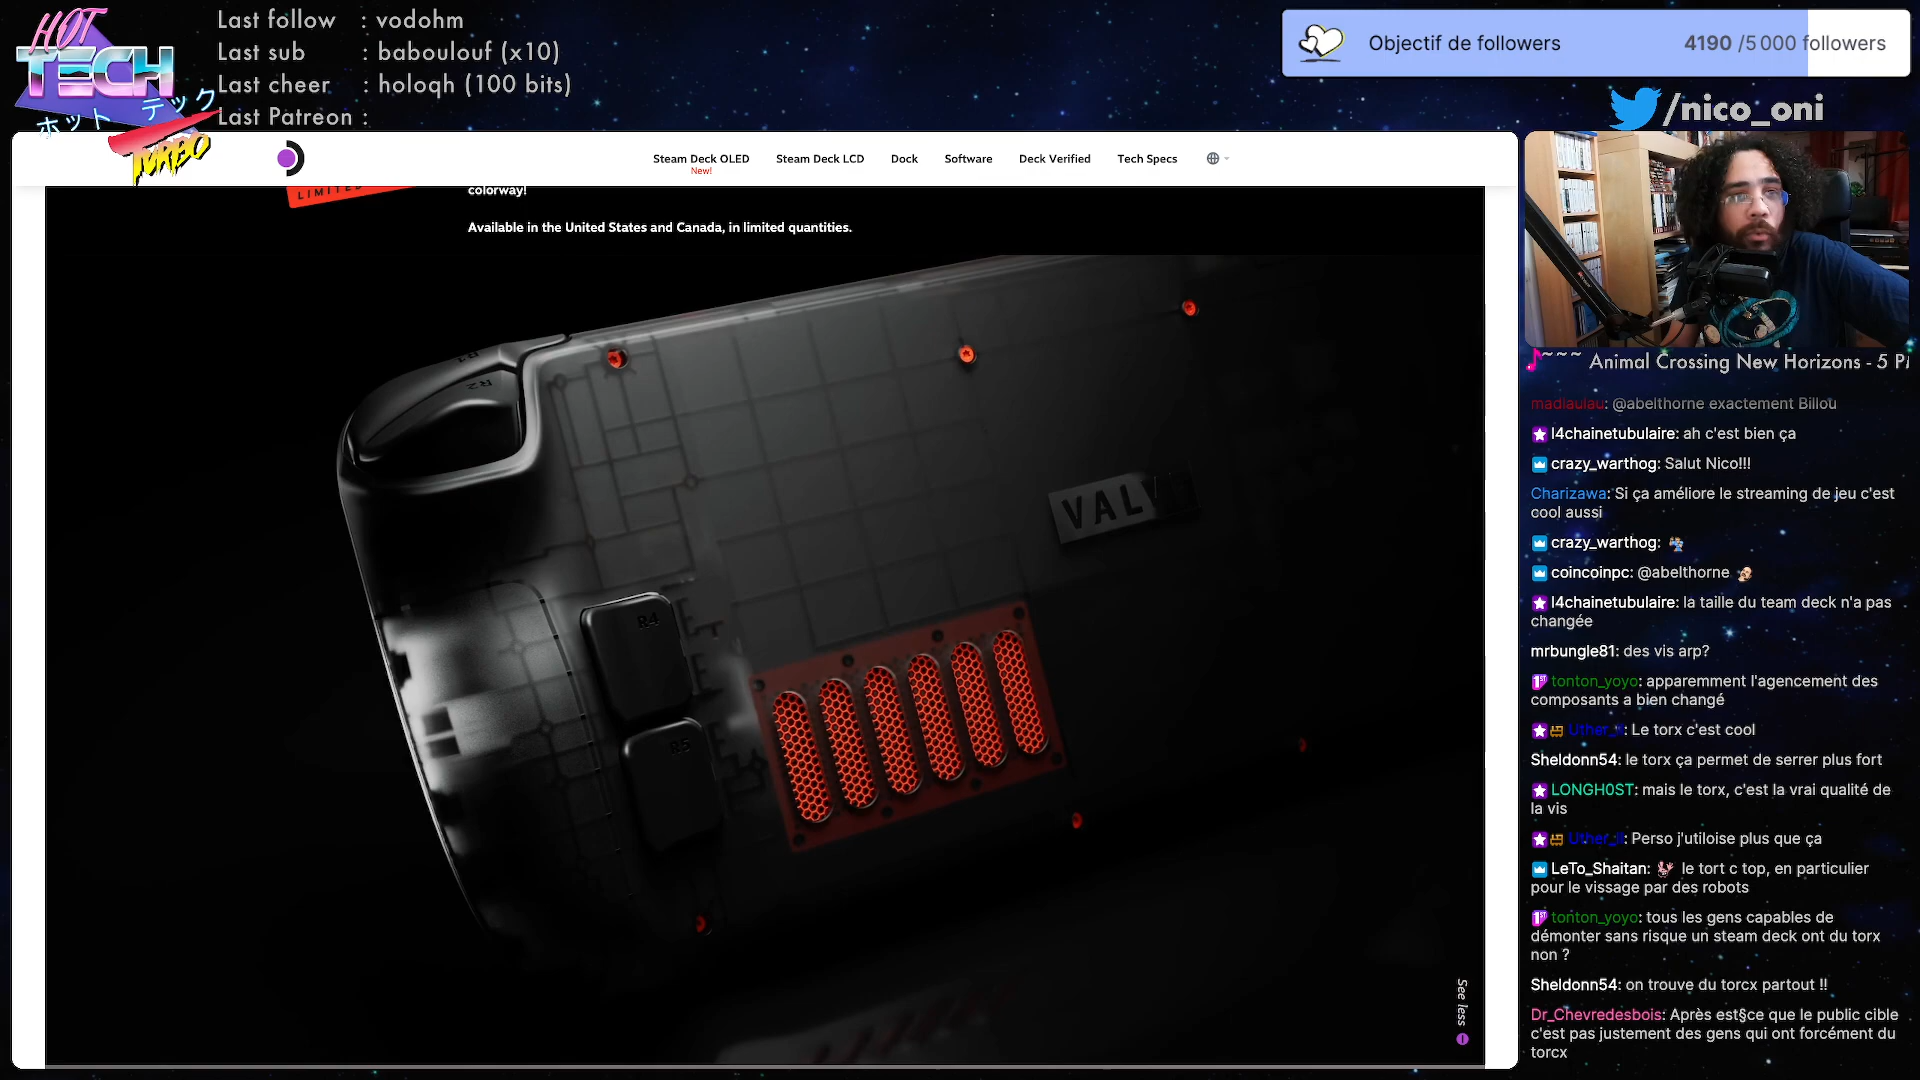 HOT
TECH
ホット テック
TURBO
Last follow : vodohm
Last sub : baboulouf (x10)
Last cheer : holoqh (100 bits)
Last Patreon :
Objectif de followers 4190 /5 000 followers
/nico_oni
Steam Deck OLED Steam Deck LCD Dock Software Deck Verified Tech Specs
New!
LIMITED
colorway!
Available in the United States and Canada, in limited quantities.
R1
R2
VALVE
R4
R5
See less
~~~ Animal Crossing New Horizons - 5 P
madlaulau: @abelthorne exactement Billou
l4chainetubulaire: ah c'est bien ça
crazy_warthog: Salut Nico!!!
Charizawa: Si ça améliore le streaming de jeu c'est
cool aussi
crazy_warthog:
coincoinpc: @abelthorne
l4chainetubulaire: la taille du team deck n'a pas
changée
mrbungle81: des vis arp?
tonton_yoyo: apparemment l'agencement des
composants a bien changé
Le torx c'est cool
Sheldonn54: le torx ça permet de serrer plus fort
LONGH0ST: mais le torx, c'est la vrai qualité de
la vis
Perso j'utiloise plus que ça
LeTo_Shaitan: le tort c top, en particulier
pour le vissage par des robots
tonton_yoyo: tous les gens capables de
démonter sans risque un steam deck ont du torx
non ?
Sheldonn54: on trouve du torcx partout !!
Dr_Chevredesbois: Après est§ce que le public cible
c'est pas justement des gens qui ont forcément du
torcx